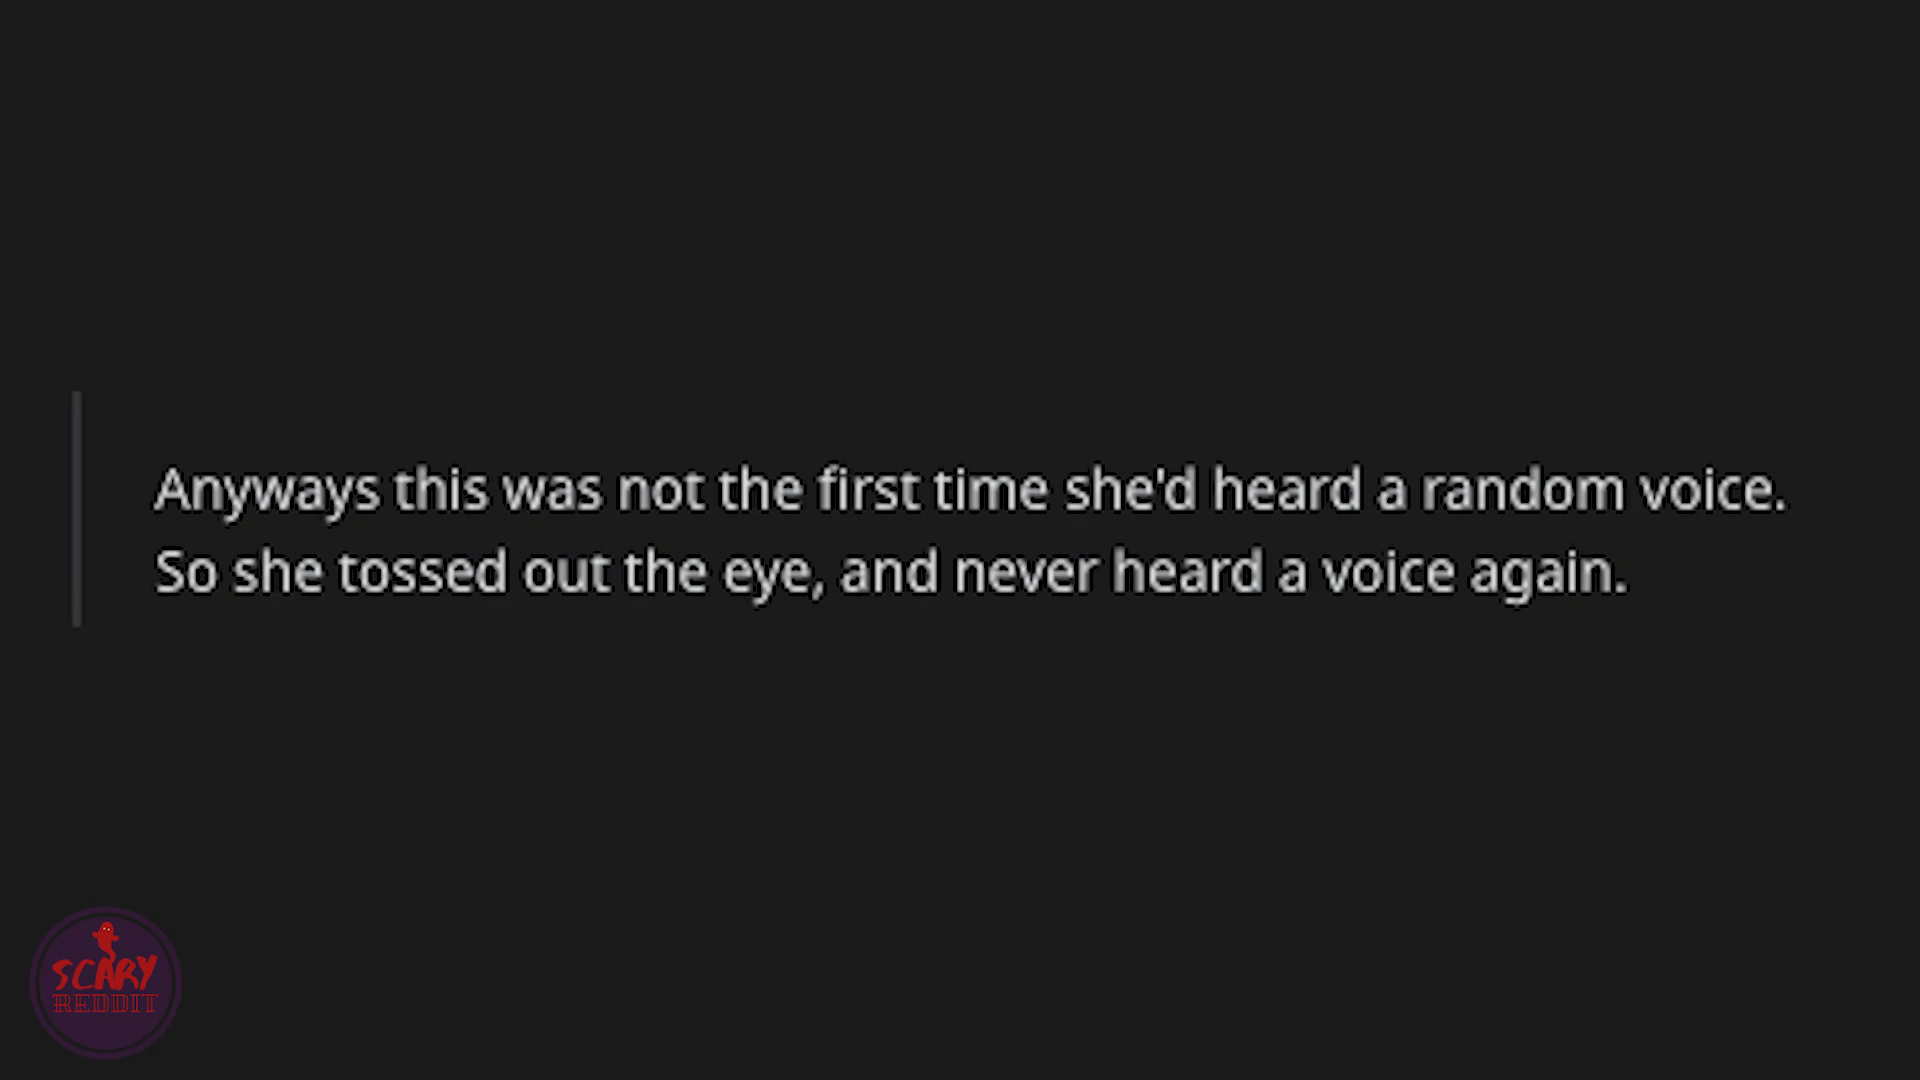 Anyways this was not the first time she'd heard a random voice.
So she tossed out the eye, and never heard a voice again.
SCARY
REDDIT